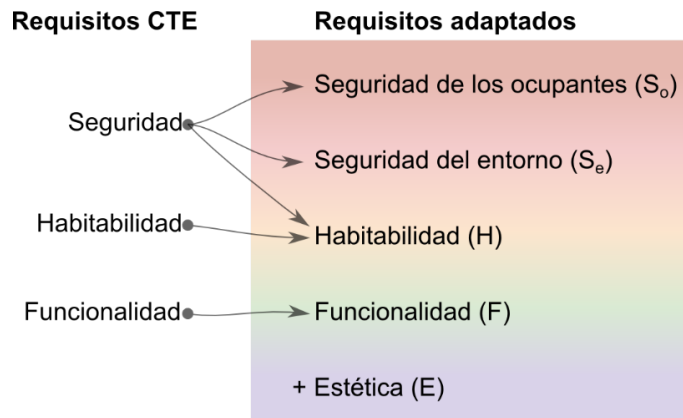 Requisitos CTE
Requisitos adaptados
Seguridad
Seguridad de los ocupantes (Sₒ)
Seguridad del entorno (Sₑ)
Habitabilidad
Habitabilidad (H)
Funcionalidad
Funcionalidad (F)
+ Estética (E)